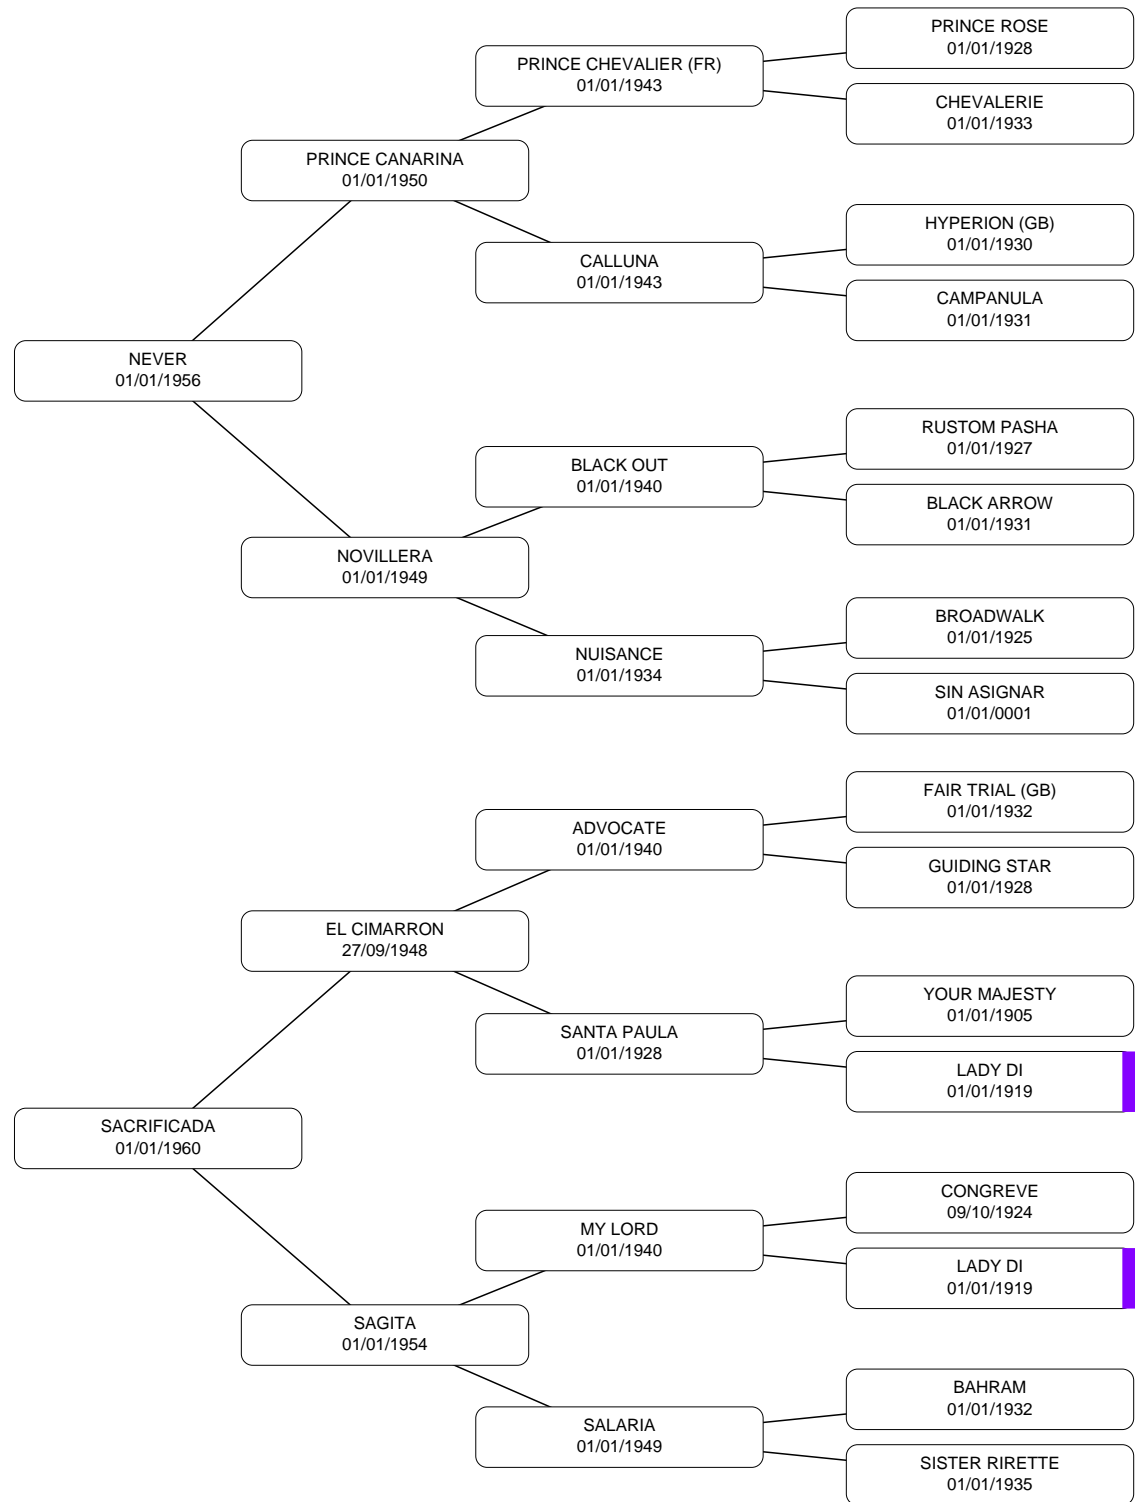 PRINCE ROSE
01/01/1928
PRINCE CHEVALIER (FR)
01/01/1943
CHEVALERIE
01/01/1933
PRINCE CANARINA
01/01/1950
HYPERION (GB)
01/01/1930
CALLUNA
01/01/1943
CAMPANULA
01/01/1931
NEVER
01/01/1956
RUSTOM PASHA
01/01/1927
BLACK OUT
01/01/1940
BLACK ARROW
01/01/1931
NOVILLERA
01/01/1949
BROADWALK
01/01/1925
NUISANCE
01/01/1934
SIN ASIGNAR
01/01/0001
FAIR TRIAL (GB)
01/01/1932
ADVOCATE
01/01/1940
GUIDING STAR
01/01/1928
EL CIMARRON
27/09/1948
YOUR MAJESTY
01/01/1905
SANTA PAULA
01/01/1928
LADY DI
01/01/1919
SACRIFICADA
01/01/1960
CONGREVE
09/10/1924
MY LORD
01/01/1940
LADY DI
01/01/1919
SAGITA
01/01/1954
BAHRAM
01/01/1932
SALARIA
01/01/1949
SISTER RIRETTE
01/01/1935